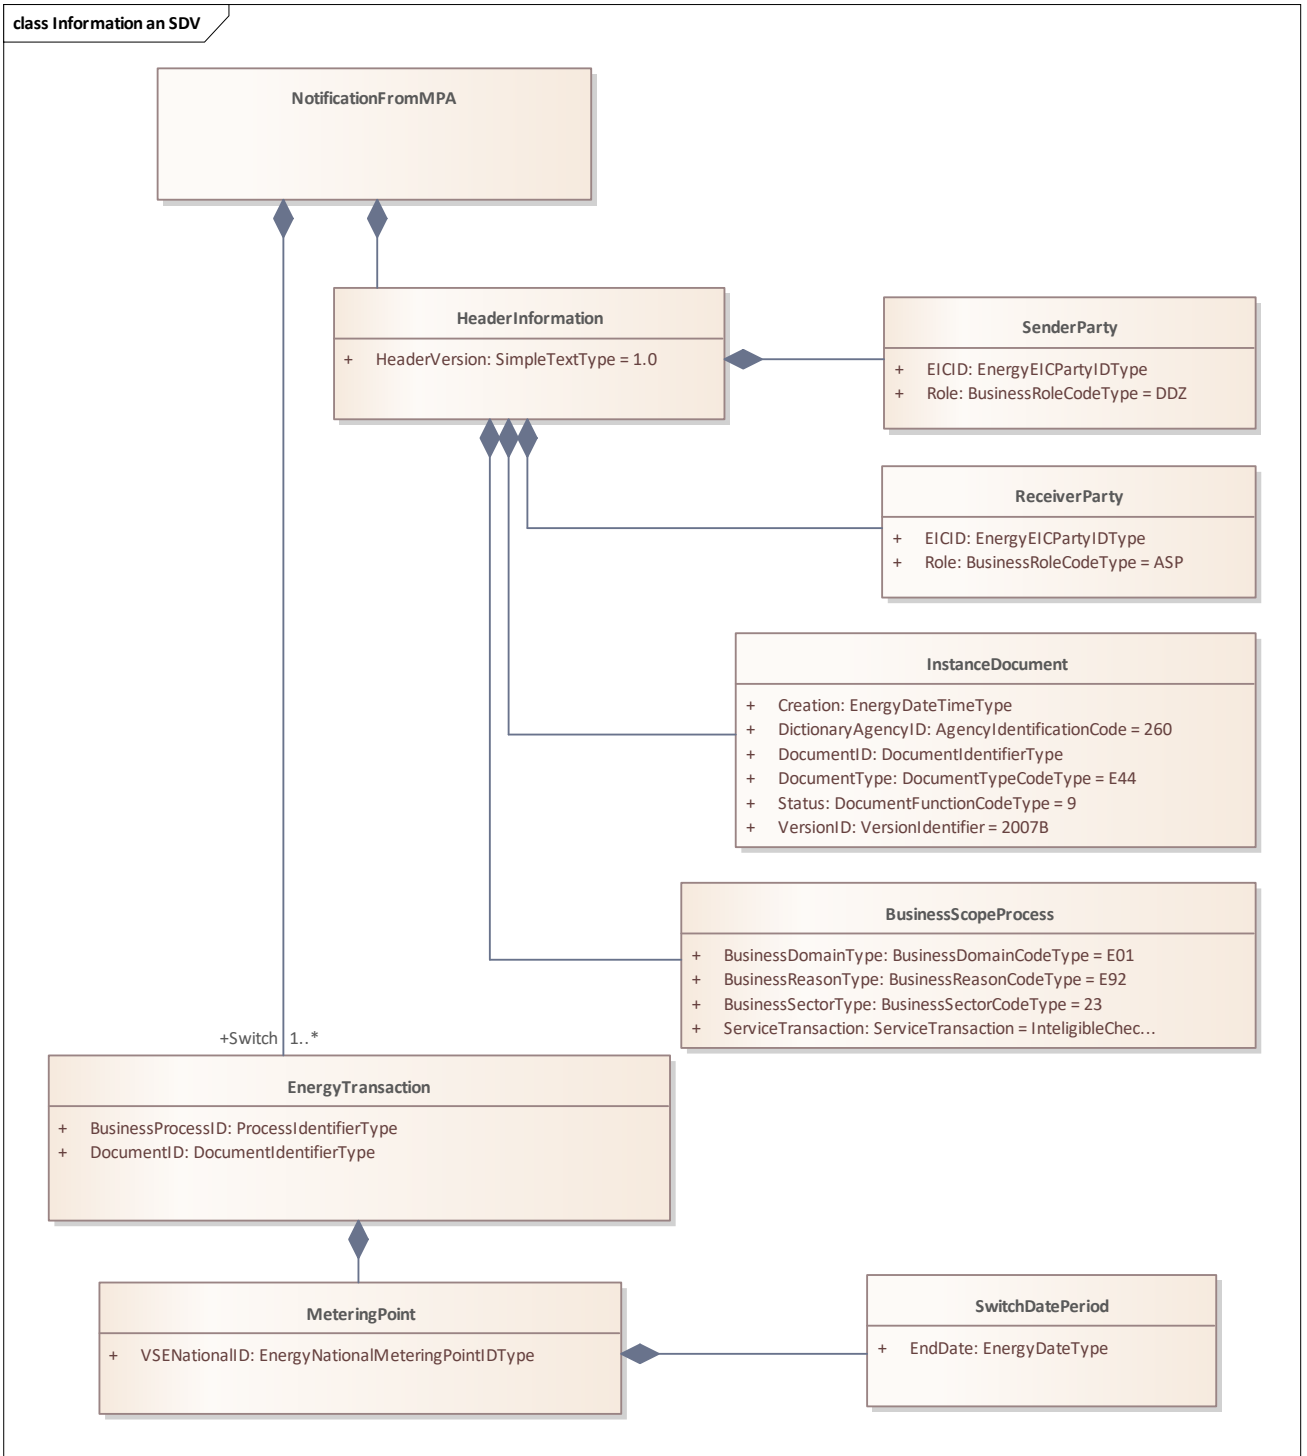 class Information an SDV
NotificationFromMPA
HeaderInformation
+ HeaderVersion: SimpleTextType = 1.0
SenderParty
+ EICID: EnergyEICPartyIDType
+ Role: BusinessRoleCodeType = DDZ
ReceiverParty
+ EICID: EnergyEICPartyIDType
+ Role: BusinessRoleCodeType = ASP
InstanceDocument
+ Creation: EnergyDateTimeType
+ DictionaryAgencyID: AgencyIdentificationCode = 260
+ DocumentID: DocumentIdentifierType
+ DocumentType: DocumentTypeCodeType = E44
+ Status: DocumentFunctionCodeType = 9
+ VersionID: VersionIdentifier = 2007B
BusinessScopeProcess
+ BusinessDomainType: BusinessDomainCodeType = E01
+ BusinessReasonType: BusinessReasonCodeType = E92
+ BusinessSectorType: BusinessSectorCodeType = 23
+ ServiceTransaction: ServiceTransaction = InteligibleChec...
+Switch 1..*
EnergyTransaction
+ BusinessProcessID: ProcessIdentifierType
+ DocumentID: DocumentIdentifierType
MeteringPoint
+ VSENationalID: EnergyNationalMeteringPointIDType
SwitchDatePeriod
+ EndDate: EnergyDateType